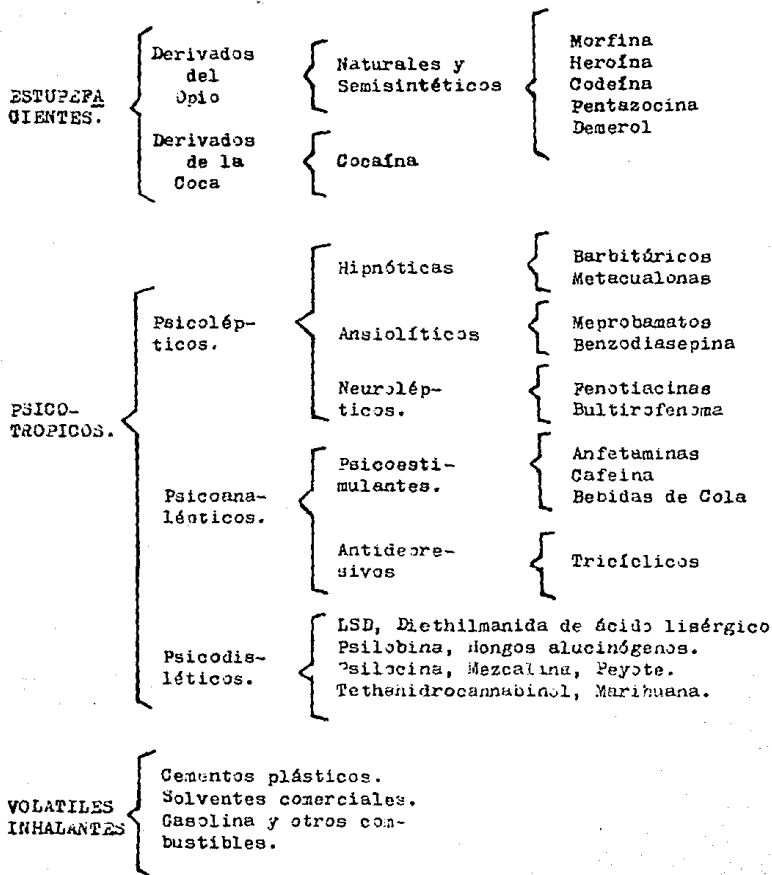 ESTUPEFA
CIENTES.
Derivados
del
Opio
Naturales y
Semisintéticos
Morfina
Heroína
Codeína
Pentazocina
Demerol
Derivados
de la
Coca
Cocaína
PSICO-
TROPICOS.
Psicolép-
ticos.
Hipnóticas
Barbitúricos
Metacualonas
Ansiolíticos
Meprobamatos
Benzodiasepina
Neurolép-
ticos.
Fenotiacinas
Bultirofenoma
Psicoana-
lépticos.
Psicoesti-
mulantes.
Anfetaminas
Cafeina
Bebidas de Cola
Antidepre-
sivos
Tricíclicos
Psicodis-
léticos.
LSD, Diethilmanida de ácido lisérgico
Psilobina, Hongos alucinógenos.
Psilocina, Mezcalina, Peyote.
Tethahidrocannabinol, Marihuana.
VOLATILES
INHALANTES
Cementos plásticos.
Solventes comerciales.
Gasolina y otros com-
bustibles.